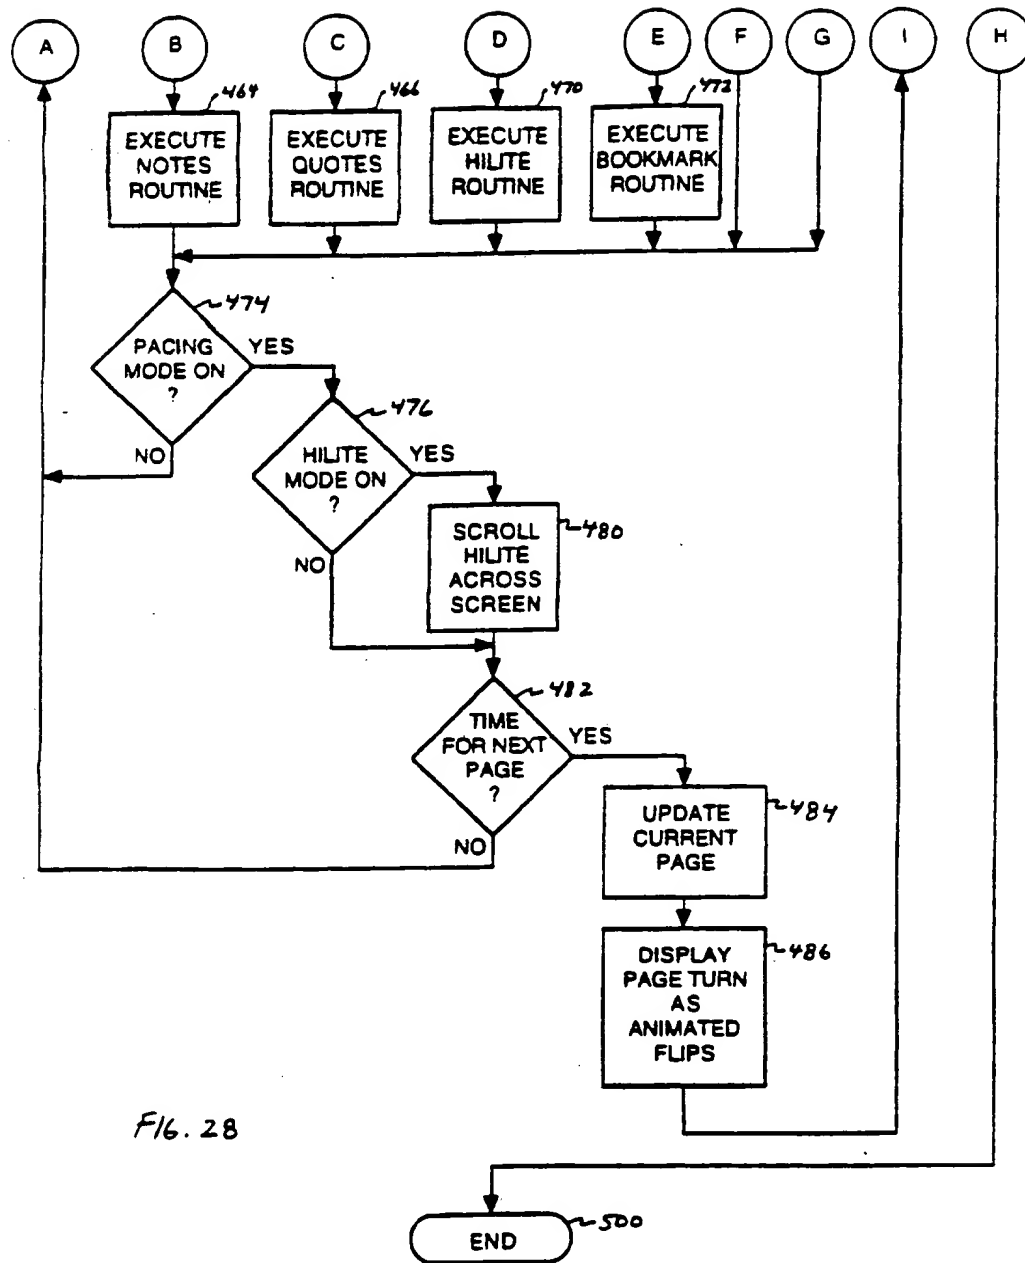 A B C D E F G I H
464 466 470 472
EXECUTE
NOTES
ROUTINE
EXECUTE
QUOTES
ROUTINE
EXECUTE
HILITE
ROUTINE
EXECUTE
BOOKMARK
ROUTINE
474
PACING
MODE ON
?
YES
NO
476
HILITE
MODE ON
?
YES
NO
480
SCROLL
HILITE
ACROSS
SCREEN
482
TIME
FOR NEXT
PAGE
?
YES
NO
484
UPDATE
CURRENT
PAGE
486
DISPLAY
PAGE TURN
AS
ANIMATED
FLIPS
FIG. 28
500
END